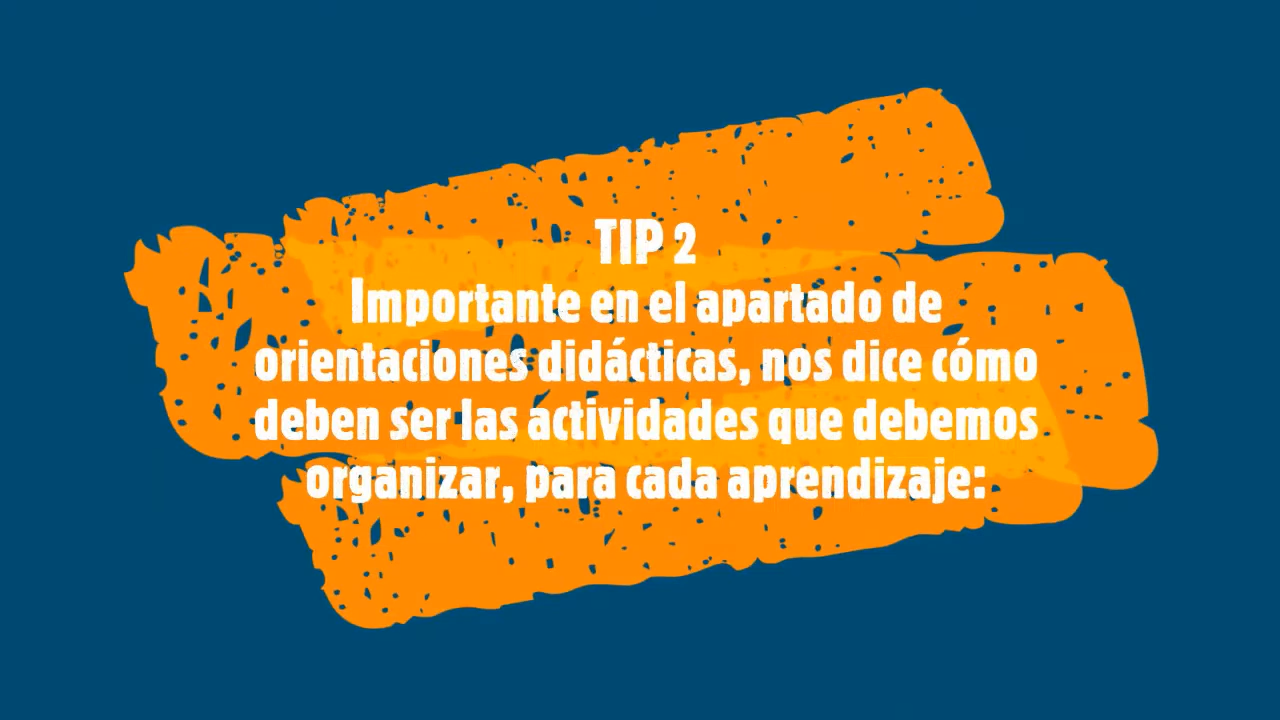 TIP 2
Importante en el apartado de
orientaciones didácticas, nos dice cómo
deben ser las actividades que debemos
organizar, para cada aprendizaje: